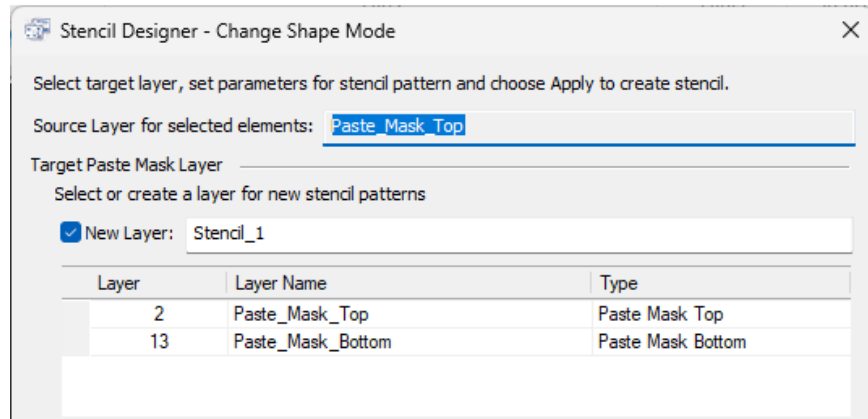 Stencil Designer - Change Shape Mode
Select target layer, set parameters for stencil pattern and choose Apply to create stencil.
Source Layer for selected elements: Paste_Mask_Top
Target Paste Mask Layer
Select or create a layer for new stencil patterns
New Layer: Stencil_1
Layer Layer Name Type
2 Paste_Mask_Top Paste Mask Top
13 Paste_Mask_Bottom Paste Mask Bottom